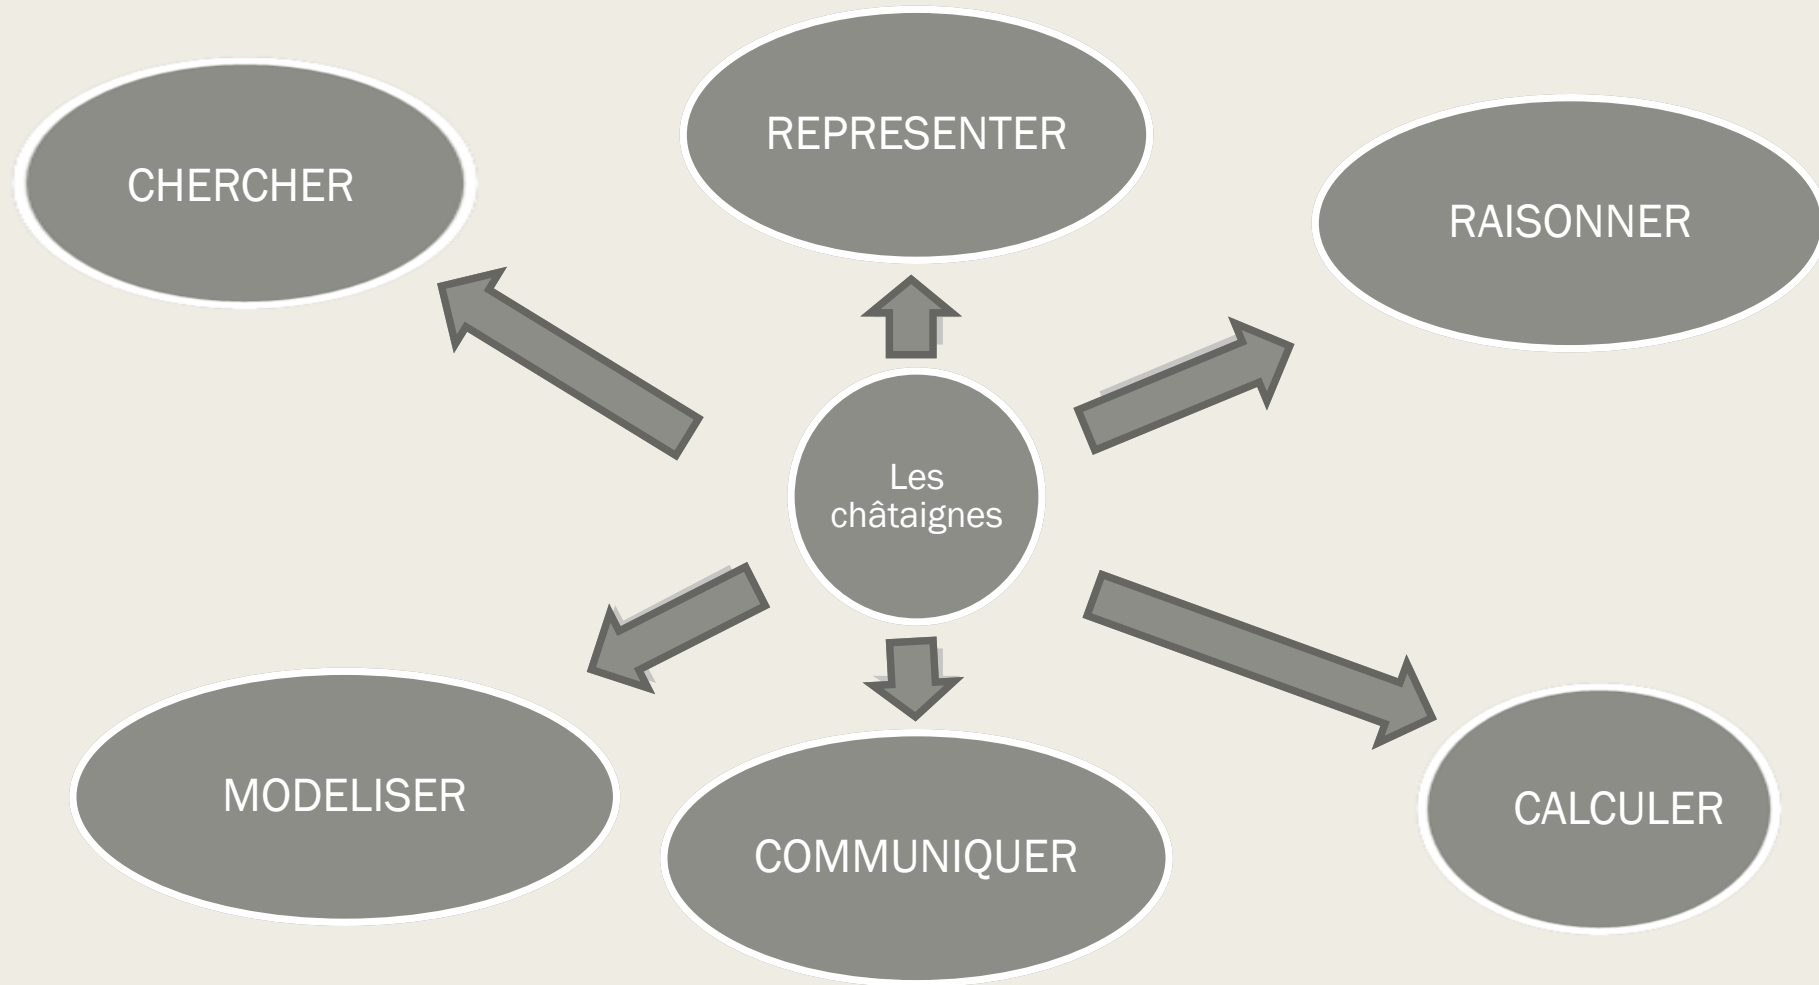 REPRESENTER
CHERCHER
RAISONNER
Les
châtaignes
MODELISER
COMMUNIQUER
CALCULER